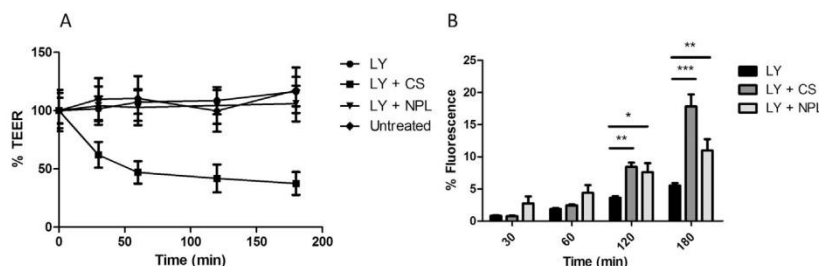 A
150
100
50
0
% TEER
0
50
100
150
200
Time (min)
LY
LY + CS
LY + NPL
Untreated
B
25
20
15
10
5
0
% Fluorescence
**
***
*
**
30
60
120
180
Time (min)
LY
LY + CS
LY + NPL